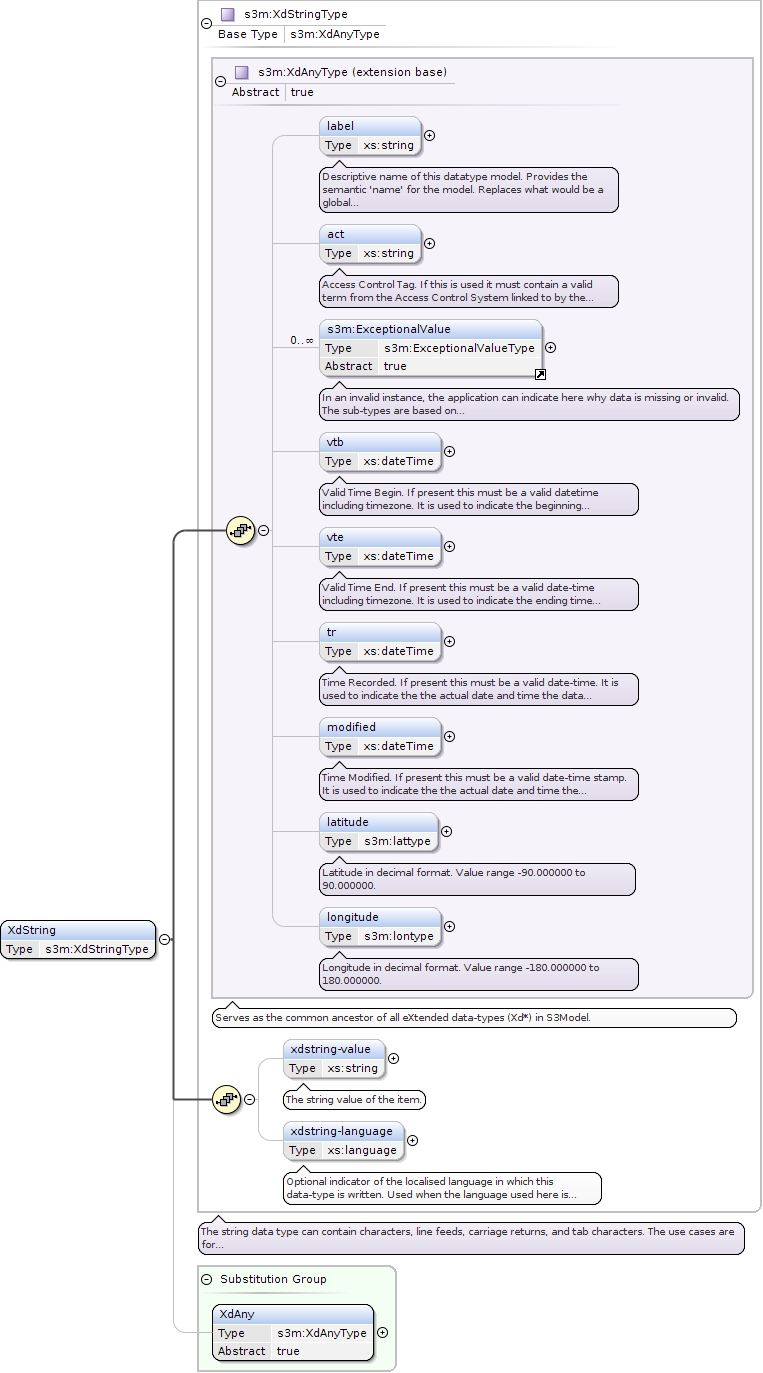 s3m:XdStringType
Base Type s3m:XdAnyType
s3m:XdAnyType (extension base)
Abstract true
label
Type xs:string
Descriptive name of this datatype model. Provides the
semantic 'name' for the model. Replaces what would be a
global...
act
Type xs:string
Access Control Tag. If this is used it must contain a valid
term from the Access Control System linked to by the...
0..∞
s3m:ExceptionalValue
Type s3m:ExceptionalValueType
Abstract true
In an invalid instance, the application can indicate here why data is missing or invalid.
The sub-types are based on...
vtb
Type xs:dateTime
Valid Time Begin. If present this must be a valid datetime
including timezone. It is used to indicate the beginning...
vte
Type xs:dateTime
Valid Time End. If present this must be a valid date-time
including timezone. It is used to indicate the ending time...
tr
Type xs:dateTime
Time Recorded. If present this must be a valid date-time. It is
used to indicate the the actual date and time the data...
modified
Type xs:dateTime
Time Modified. If present this must be a valid date-time stamp.
It is used to indicate the the actual date and time the...
latitude
Type s3m:lattype
Latitude in decimal format. Value range -90.000000 to
90.000000.
longitude
Type s3m:lontype
Longitude in decimal format. Value range -180.000000 to
180.000000.
XdString
Type s3m:XdStringType
Serves as the common ancestor of all eXtended data-types (Xd*) in S3Model.
xdstring-value
Type xs:string
The string value of the item.
xdstring-language
Type xs:language
Optional indicator of the localised language in which this
data-type is written. Used when the language used here is...
The string data type can contain characters, line feeds, carriage returns, and tab characters. The use cases are
for...
Substitution Group
XdAny
Type s3m:XdAnyType
Abstract true